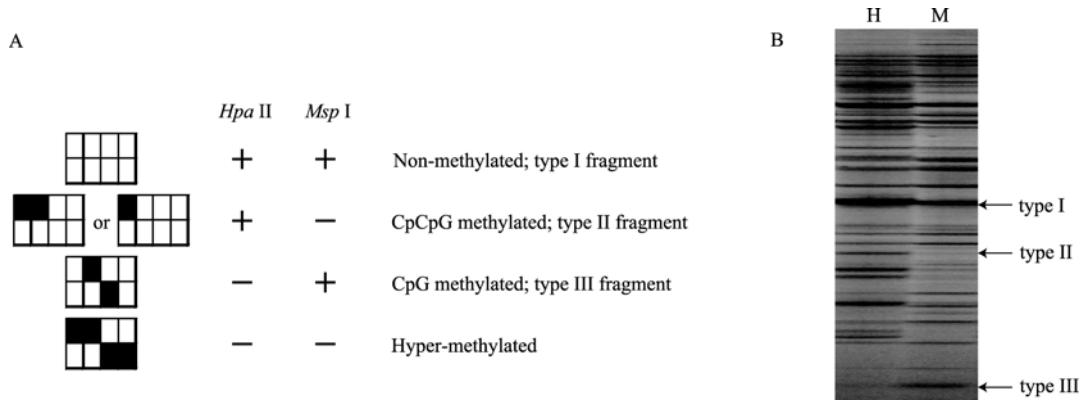 A
Hpa II Msp I
+ + Non-methylated; type I fragment
or + − CpCpG methylated; type II fragment
− + CpG methylated; type III fragment
− − Hyper-methylated
B
H M
type I
type II
type III